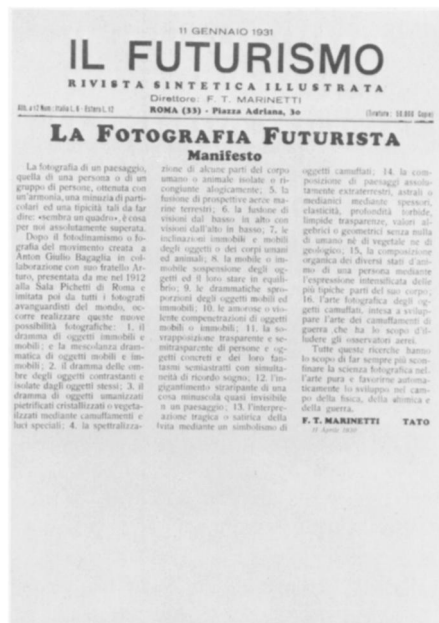 11 GENNAIO 1931
IL FUTURISMO
RIVISTA SINTETICA ILLUSTRATA
Direttore: F. T. MARINETTI
Abb. a 12 Num.: Italia L. 6 - Estero L. 12
ROMA (33) - Piazza Adriana, 30
(Tiratura: 50.000 Copie)
LA FOTOGRAFIA FUTURISTA
Manifesto
La fotografia di un paesaggio,
quella di una persona o di un
gruppo di persone, ottenuta con
un'armonia, una minuzia di parti-
colari ed una tipicità tali da far
dire: «sembra un quadro», è cosa
per noi assolutamente superata.
Dopo il fotodinamismo o fo-
grafia del movimento creata a
Anton Giulio Bagaglia in col-
laborazione con suo fratello Ar-
turo, presentata da me nel 1912
alla Sala Pichetti di Roma e
imitata poi da tutti i fotografi
avanguardisti del mondo, oc-
corre realizzare queste nuove
possibilità fotografiche: 1. il
dramma di oggetti immobili e
mobili; e la mescolanza dram-
matica di oggetti mobili e im-
mobili; 2. il dramma delle om-
bre degli oggetti contrastanti e
isolate dagli oggetti stessi; 3. il
dramma di oggetti umanizzati
pietrificati cristallizzati o vegeta-
lizzati mediante camuffamenti e
luci speciali; 4. la spettralizza-
zione di alcune parti del corpo
umano o animale isolate o ri-
congiunte alogicamente; 5. la
fusione di prospettive aeree ma-
rine terrestri; 6. la fusione di
visioni dal basso in alto con
visioni dall'alto in basso; 7. le
inclinazioni immobili e mobili
degli oggetti o dei corpi umani
ed animali; 8. la mobile o im-
mobile sospensione degli og-
getti ed il loro stare in equili-
brio; 9. le drammatiche spro-
porzioni degli oggetti mobili ed
immobili; 10. le amorose o vio-
lente compenetrazioni di oggetti
mobili o immobili; 11. la so-
vrapposizione trasparente e se-
mitrasparente di persone e og-
getti concreti e dei loro fan-
tasmi semiastratti con simulta-
neità di ricordo sogno; 12. l'in-
gigantimento straripante di una
cosa minuscola quasi invisibile
in un paesaggio; 13. l'interpre-
tazione tragica o satirica della
vita mediante un simbolismo di
oggetti camuffati; 14. la com-
posizione di paesaggi assolu-
tamente extraterrestri, astrali o
medianici mediante spessori,
elasticità, profondità torbide,
limpide trasparenze, valori al-
gebrici o geometrici senza nulla
di umano nè di vegetale ne di
geologico; 15. la composizione
organica dei diversi stati d'ani-
mo di una persona mediante
l'espressione intensificata delle
più tipiche parti del suo corpo;
16. l'arte fotografica degli og-
getti camuffati, intesa a svilup-
pare l'arte dei camuffamenti di
guerra che ha lo scopo d'il-
ludere gli osservatori aerei.
Tutte queste ricerche hanno
lo scopo di far sempre più scon-
finare la scienza fotografica nel-
l'arte pura e favorirne automa-
ticamente lo sviluppo nel cam-
po della fisica, della chimica e
della guerra.
F. T. MARINETTI TATO
Aprile 1930